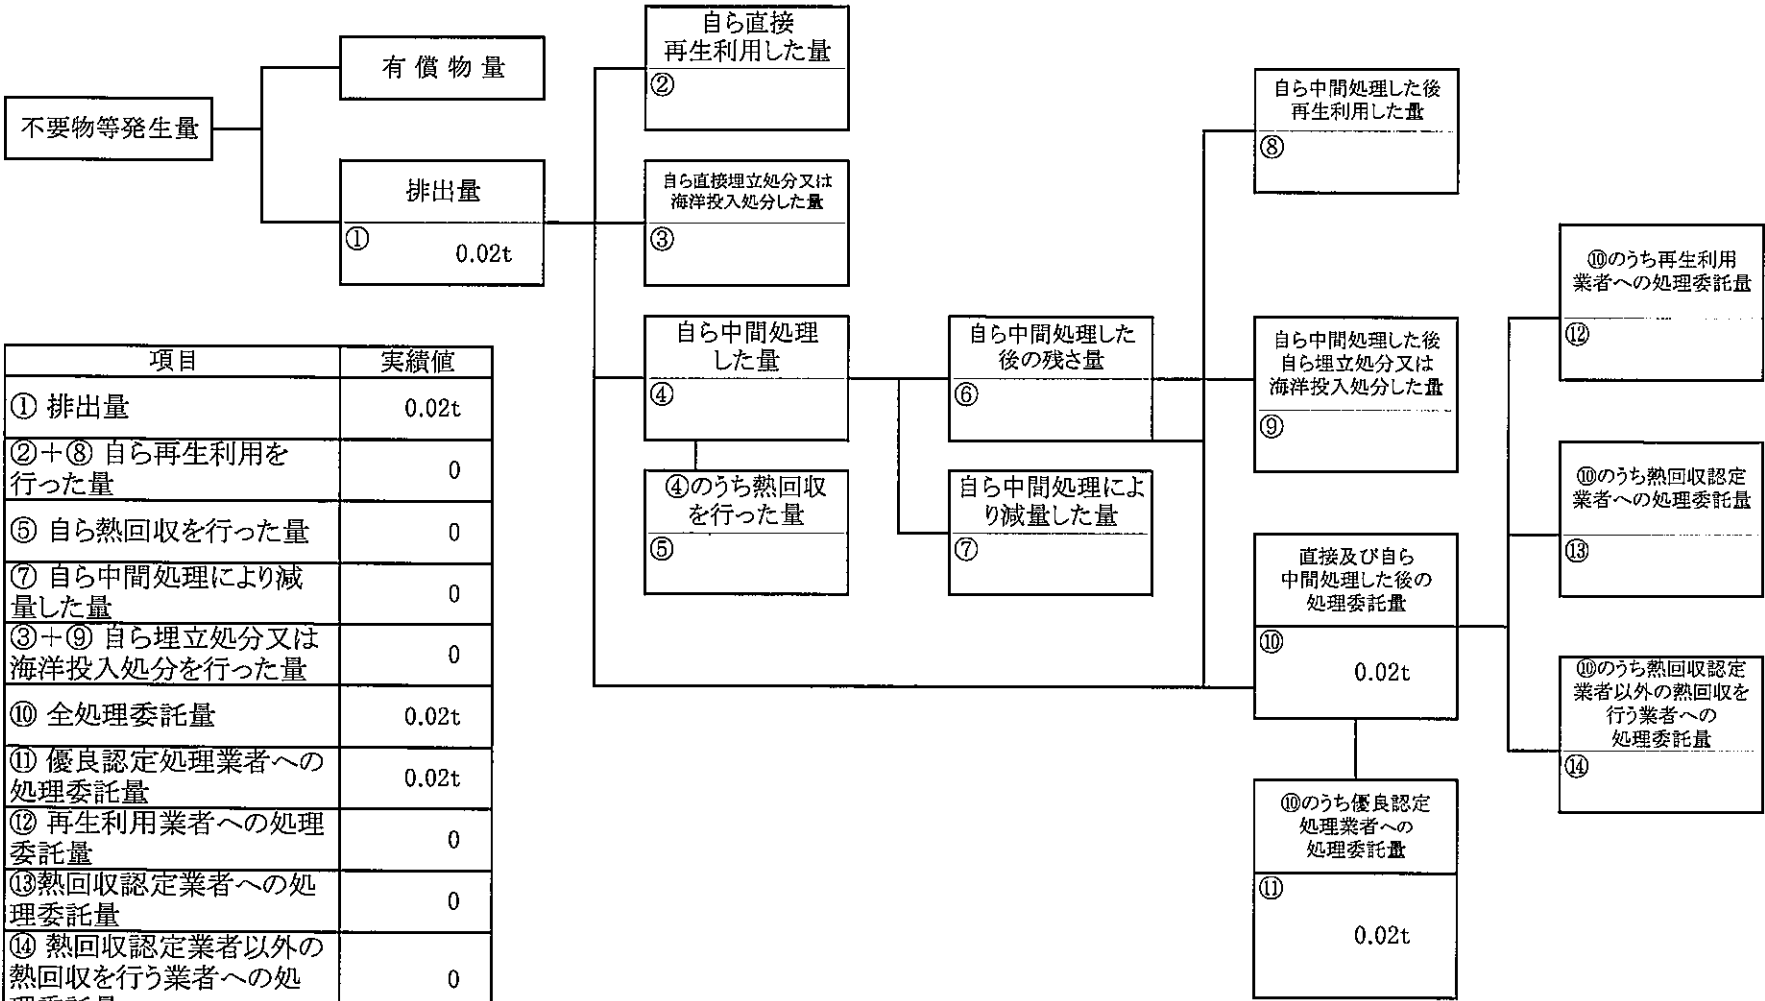 不要物等発生量
有償物量
排出量
①
0.02t
自ら直接
再生利用した量
②
自ら直接埋立処分又は
海洋投入処分した量
③
自ら中間処理
した量
④
④のうち熱回収
を行った量
⑤
自ら中間処理した
後の残さ量
⑥
自ら中間処理によ
り減量した量
⑦
自ら中間処理した後
再生利用した量
⑧
自ら中間処理した後
自ら埋立処分又は
海洋投入処分した量
⑨
直接及び自ら
中間処理した後の
処理委託量
⑩
0.02t
⑩のうち優良認定
処理業者への
処理委託量
⑪
0.02t
⑩のうち再生利用
業者への処理委託量
⑫
⑩のうち熱回収認定
業者への処理委託量
⑬
⑩のうち熱回収認定
業者以外の熱回収を
行う業者への
処理委託量
⑭
項目 実績値
① 排出量 0.02t
②+⑧ 自ら再生利用を
行った量 0
⑤ 自ら熱回収を行った量 0
⑦ 自ら中間処理により減
量した量 0
③+⑨ 自ら埋立処分又は
海洋投入処分を行った量 0
⑩ 全処理委託量 0.02t
⑪ 優良認定処理業者への
処理委託量 0.02t
⑫ 再生利用業者への処理
委託量 0
⑬熱回収認定業者への処
理委託量 0
⑭ 熱回収認定業者以外の
熱回収を行う業者への処 0
理委託量